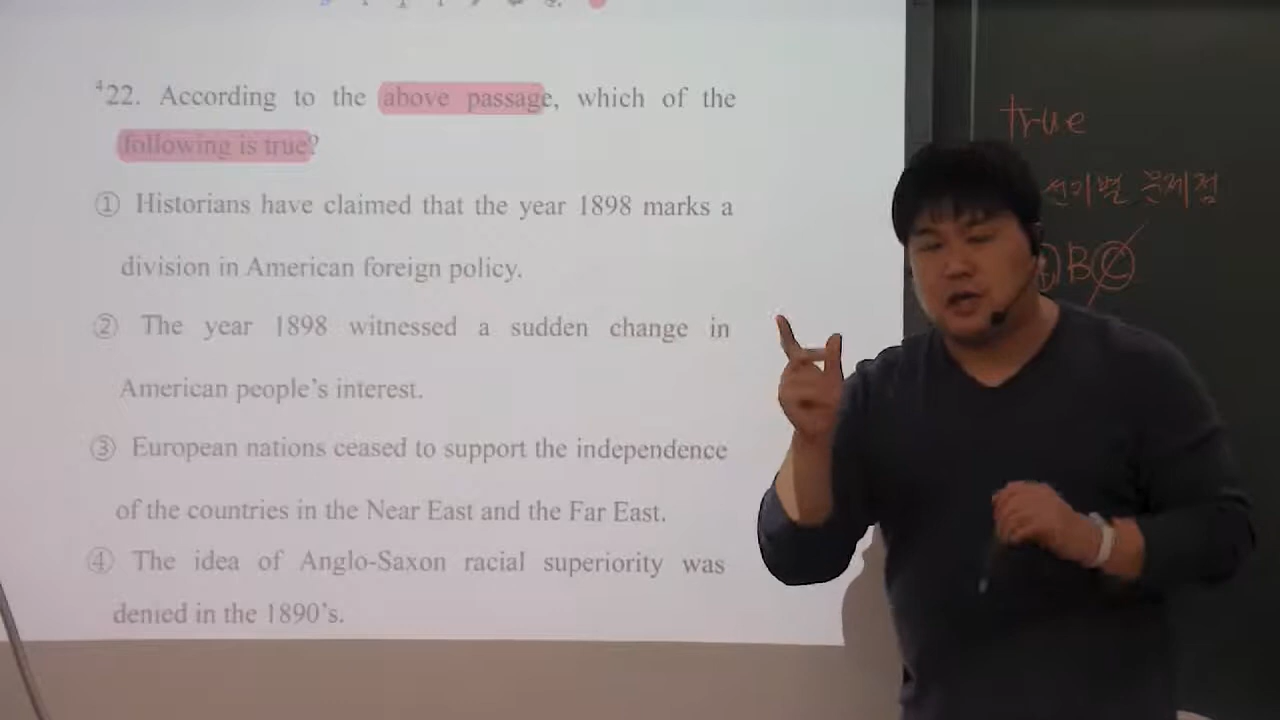 ⁴22. According to the above passage, which of the
following is true?
① Historians have claimed that the year 1898 marks a
division in American foreign policy.
② The year 1898 witnessed a sudden change in
American people's interest.
③ European nations ceased to support the independence
of the countries in the Near East and the Far East.
④ The idea of Anglo-Saxon racial superiority was
denied in the 1890's.
true
선지별 문제점
B C